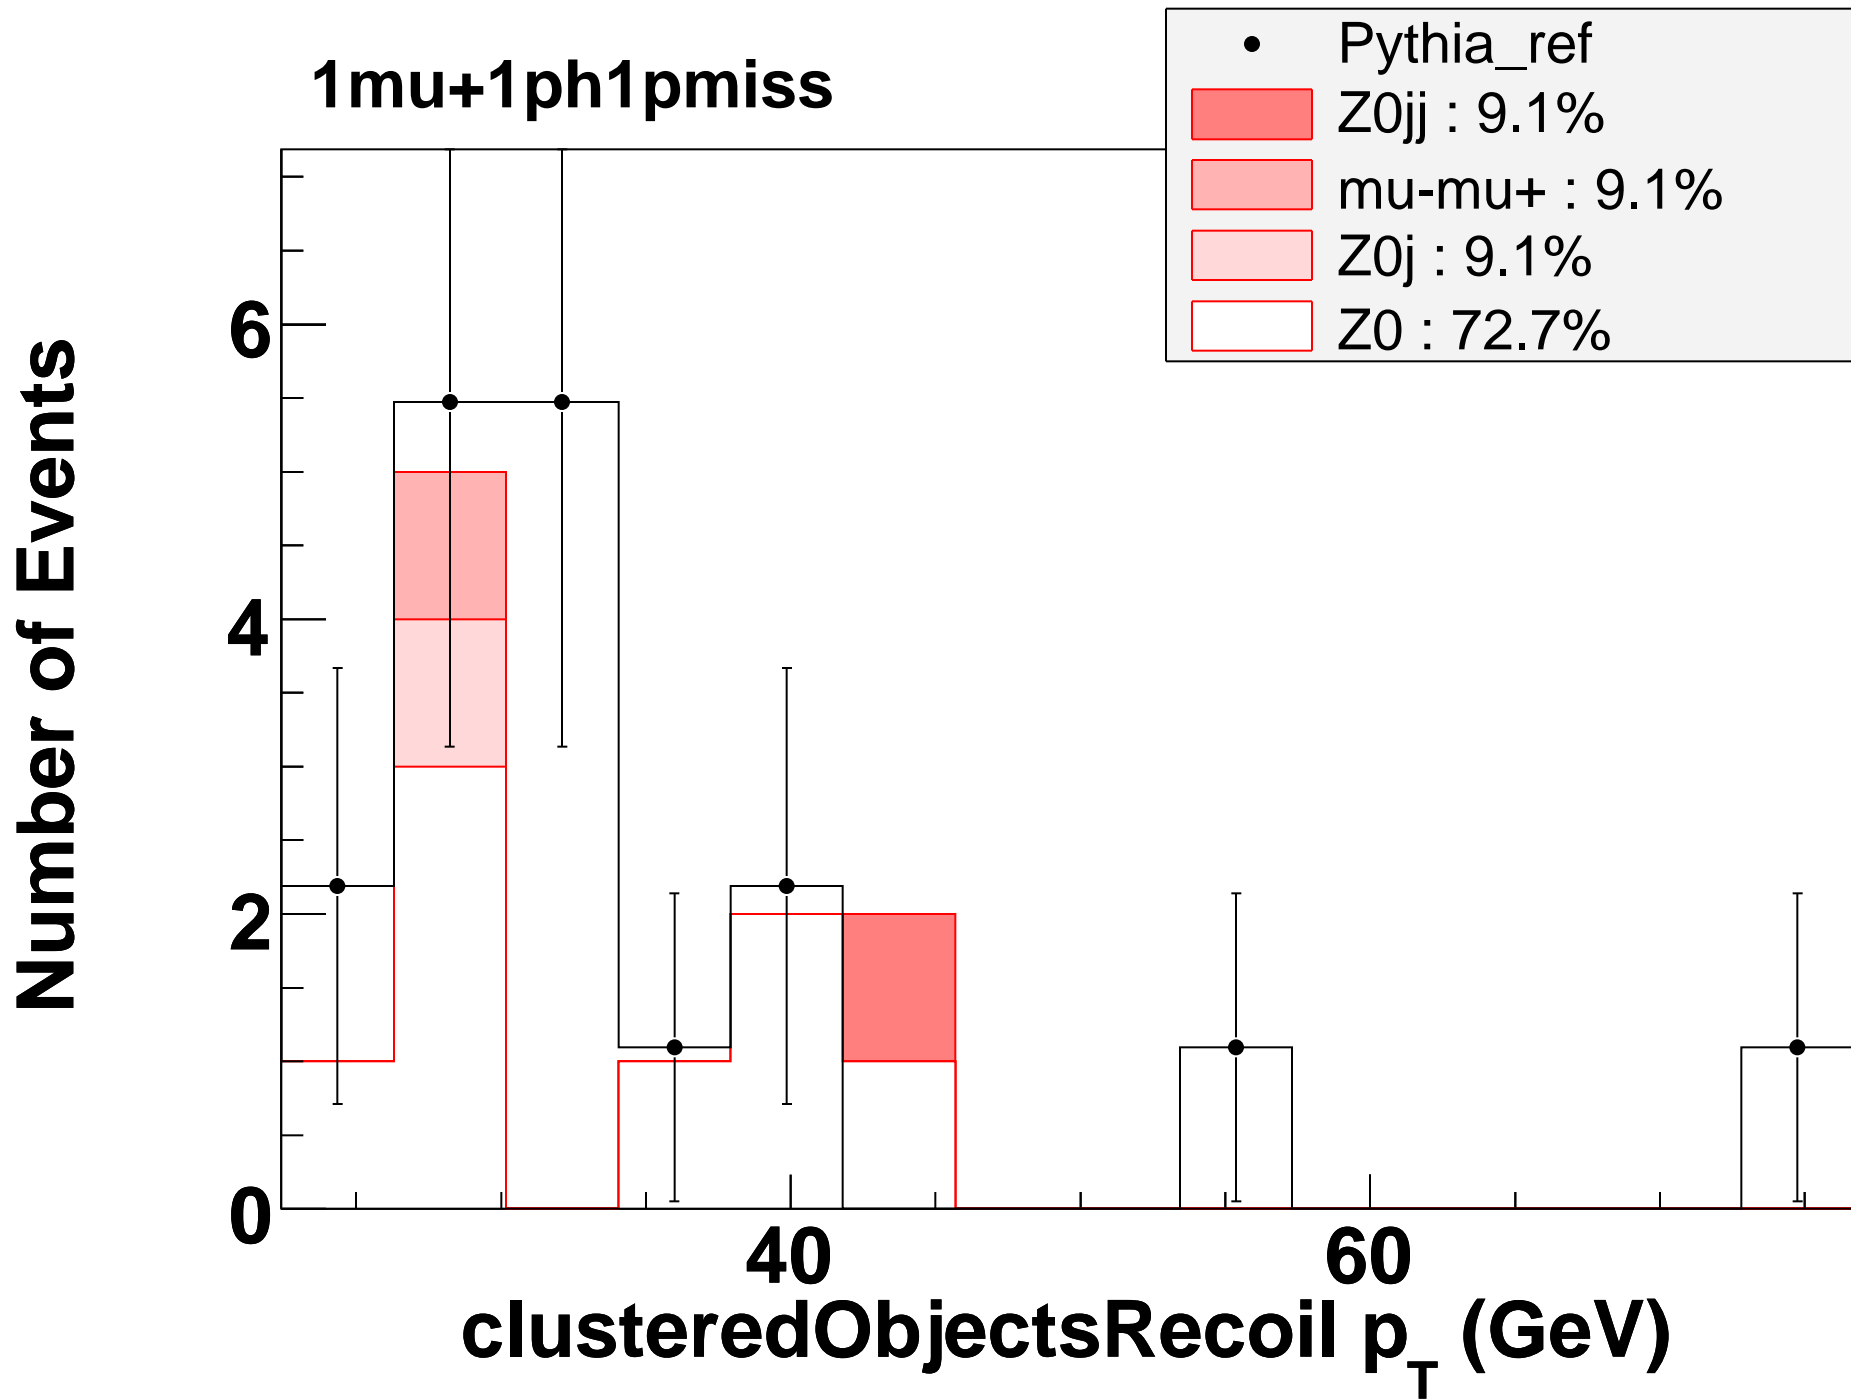 1mu+1ph1pmiss
Pythia_ref
Z0jj : 9.1%
mu-mu+ : 9.1%
Z0j : 9.1%
Z0 : 72.7%
Number of Events
6
4
2
0
40
60
clusteredObjectsRecoil p_T (GeV)